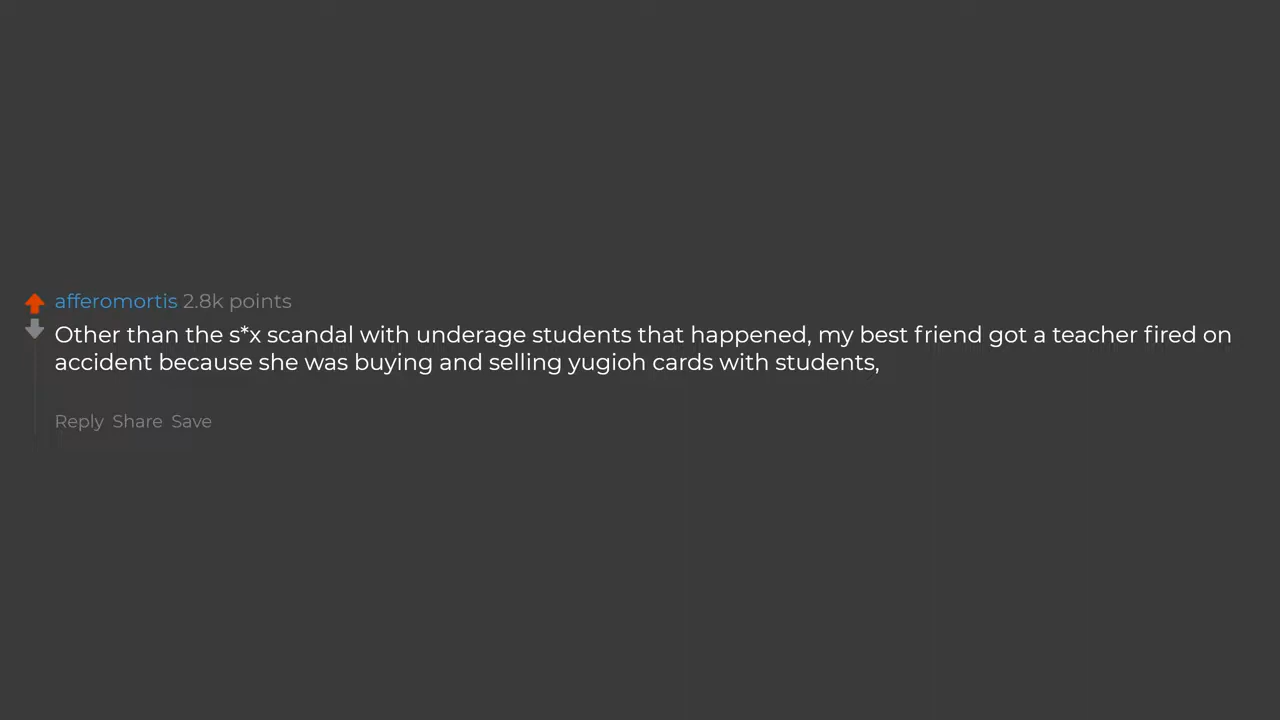 afferomortis 2.8k points
Other than the s*x scandal with underage students that happened, my best friend got a teacher fired on
accident because she was buying and selling yugioh cards with students,
Reply Share Save